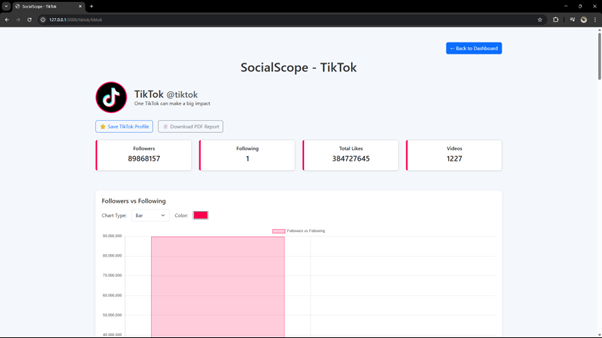 SocialScope - TikTok
127.0.0.1
← Back to Dashboard
SocialScope - TikTok
TikTok @tiktok
One TikTok can make a big impact
⭐ Save TikTok Profile
Download PDF Report
Followers
89868157
Following
1
Total Likes
384727645
Videos
1227
Followers vs Following
Chart Type:
Bar
Color:
Followers vs Following
90,000,000
80,000,000
70,000,000
60,000,000
50,000,000
40,000,000